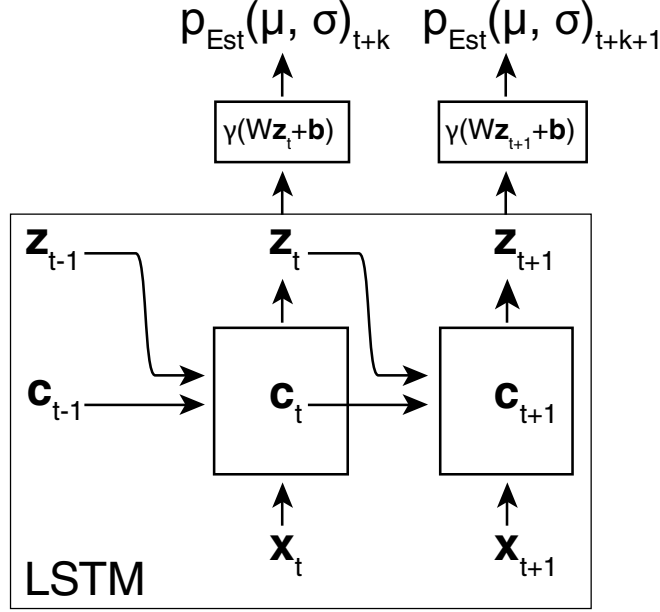 p_Est(μ, σ)_t+k p_Est(μ, σ)_t+k+1
γ(Wz_t+b) γ(Wz_t+1+b)
z_t-1 z_t z_t+1
c_t-1 c_t c_t+1
x_t x_t+1
LSTM